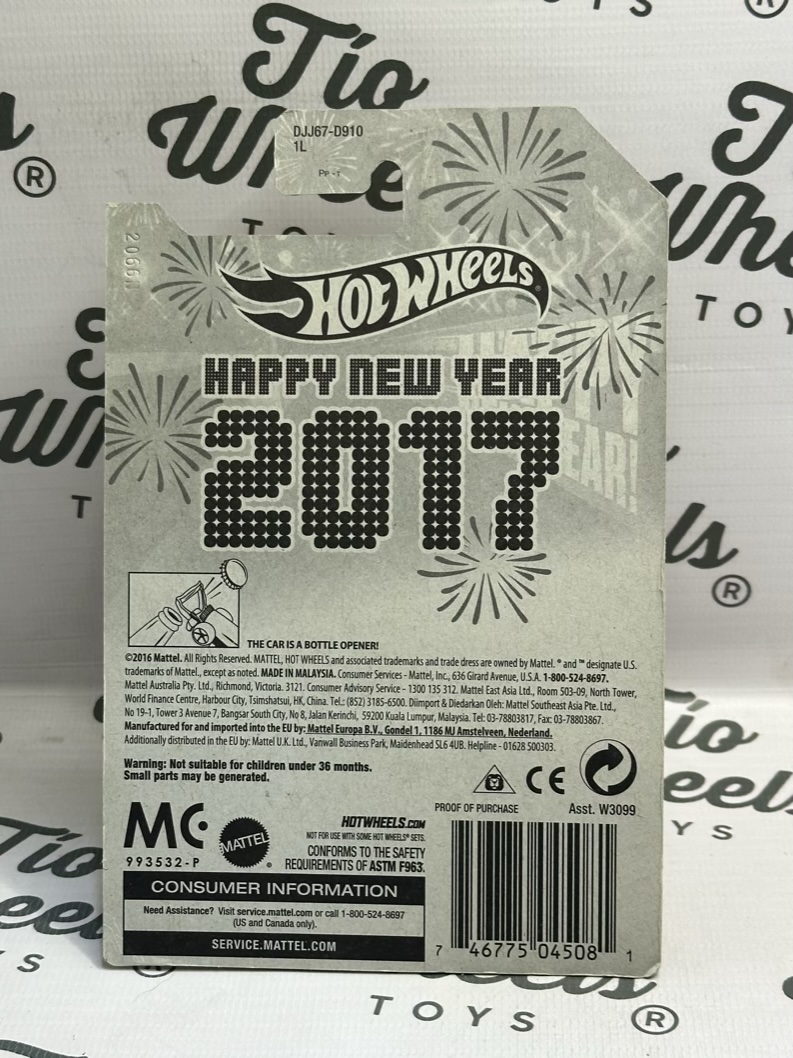 Tío
Wheels
TOYS
®
DJJ67-D910
1L
HOT WHEELS
HAPPY NEW YEAR
2017
THE CAR IS A BOTTLE OPENER!
©2016 Mattel. All Rights Reserved. MATTEL, HOT WHEELS and associated trademarks and trade dress are owned by Mattel. ® and ™ designate U.S.
trademarks of Mattel., except as noted. MADE IN MALAYSIA. Consumer Services - Mattel, Inc., 636 Girard Avenue, U.S.A. 1-800-524-8697.
Mattel Australia Pty. Ltd., Richmond, Victoria. 3121. Consumer Advisory Service - 1300 135 312. Mattel East Asia Ltd., Room 503-09, North Tower,
World Finance Centre, Harbour City, Tsimshatsui, HK, China. Tel.: (852) 3185-6500. Diimport & Diedarkan Oleh: Mattel Southeast Asia Pte. Ltd.,
No 19-1, Tower 3 Avenue 7, Bangsar South City, No 8, Jalan Kerinchi, 59200 Kuala Lumpur, Malaysia. Tel: 03-78803817, Fax: 03-78803867.
Manufactured for and imported into the EU by: Mattel Europa B.V., Gondel 1, 1186 MJ Amstelveen, Nederland.
Additionally distributed in the EU by: Mattel U.K. Ltd., Vanwall Business Park, Maidenhead SL6 4UB. Helpline - 01628 500303.
Warning: Not suitable for children under 36 months.
Small parts may be generated.
CE
PROOF OF PURCHASE
Asst. W3099
MC
993532-P
MATTEL
HOTWHEELS.COM
NOT FOR USE WITH SOME HOT WHEELS® SETS.
CONFORMS TO THE SAFETY
REQUIREMENTS OF ASTM F963.
CONSUMER INFORMATION
Need Assistance? Visit service.mattel.com or call 1-800-524-8697
(US and Canada only).
SERVICE.MATTEL.COM
7 46775 04508 1
TOYS
®